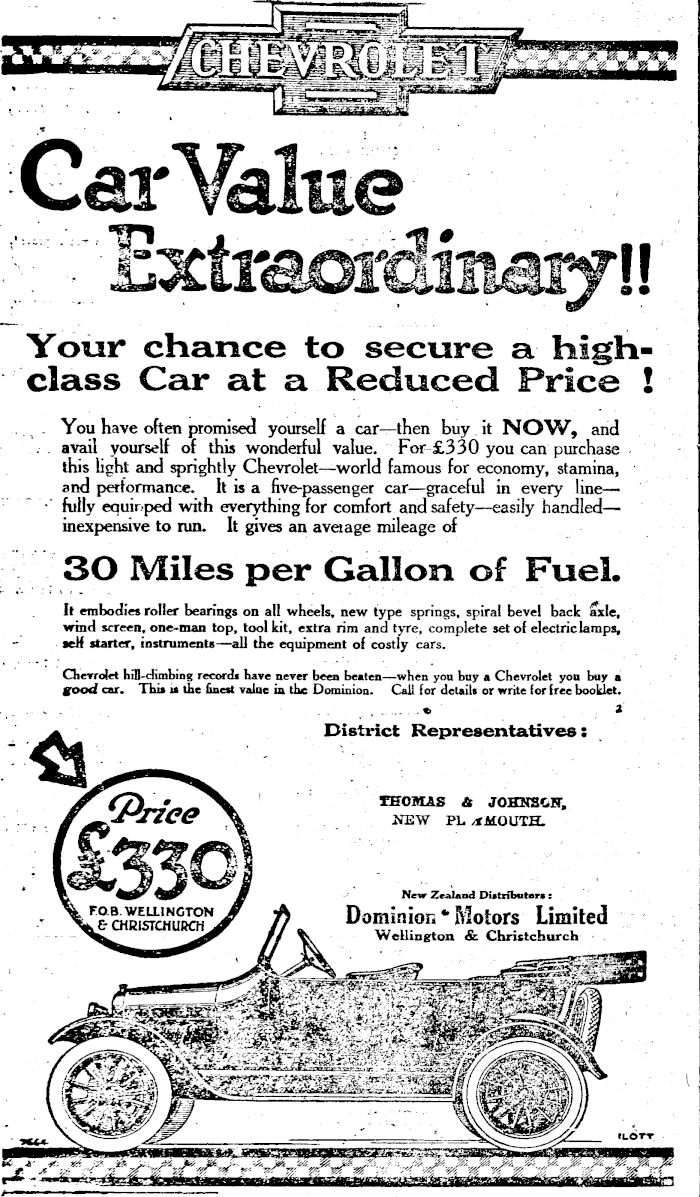 CHEVROLET
Car Value
Extraordinary!!
Your chance to secure a high-
class Car at a Reduced Price !
You have often promised yourself a car—then buy it NOW, and
avail yourself of this wonderful value. For £330 you can purchase
this light and sprightly Chevrolet—world famous for economy, stamina,
and performance. It is a five-passenger car—graceful in every line—
fully equipped with everything for comfort and safety—easily handled—
inexpensive to run. It gives an average mileage of
30 Miles per Gallon of Fuel.
It embodies roller bearings on all wheels, new type springs, spiral bevel back axle,
wind screen, one-man top, tool kit, extra rim and tyre, complete set of electric lamps,
self starter, instruments—all the equipment of costly cars.
Chevrolet hill-climbing records have never been beaten—when you buy a Chevrolet you buy a
good car. This is the finest value in the Dominion. Call for details or write for free booklet.
2
District Representatives:
THOMAS & JOHNSON,
NEW PLYMOUTH.
Price
£330
F.O.B. WELLINGTON
& CHRISTCHURCH
New Zealand Distributors:
Dominion Motors Limited
Wellington & Christchurch
ILOTT